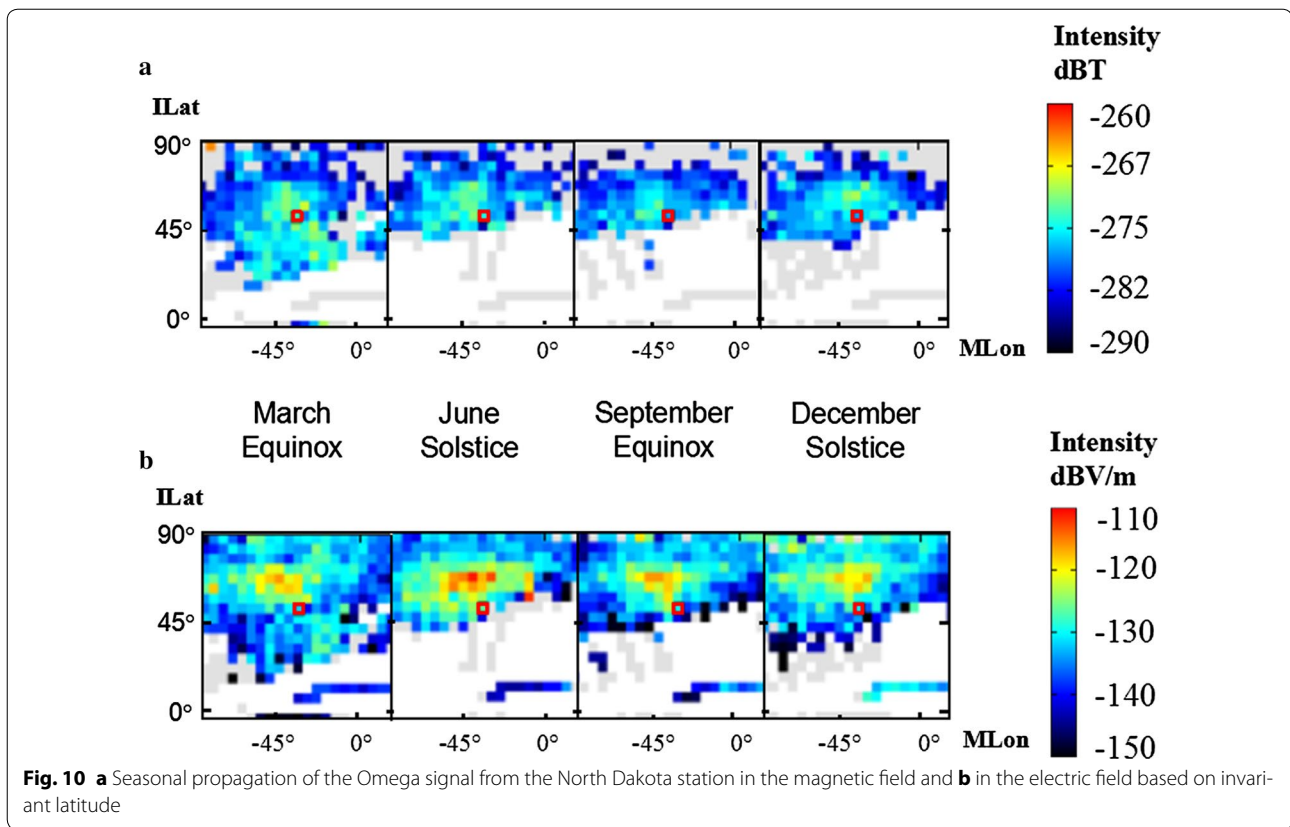 a
Intensity
dBT
ILat
90°
45°
0°
-45° 0° -45° 0° -45° 0° -45° 0° MLon
-260
-267
-275
-282
-290
March Equinox
June Solstice
September Equinox
December Solstice
b
Intensity
dBV/m
ILat
90°
45°
0°
-45° 0° -45° 0° -45° 0° -45° 0° MLon
-110
-120
-130
-140
-150
Fig. 10 a Seasonal propagation of the Omega signal from the North Dakota station in the magnetic field and b in the electric field based on invari-
ant latitude